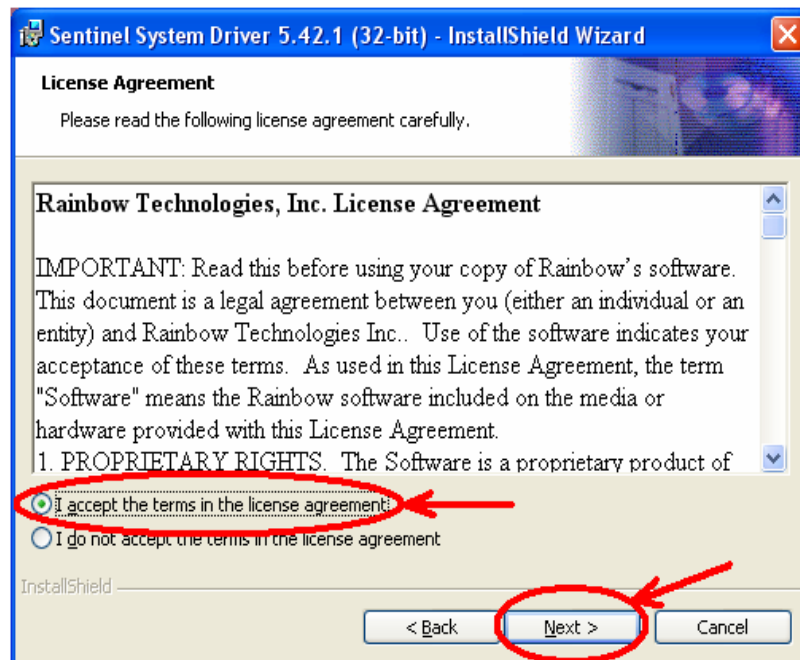 Sentinel System Driver 5.42.1 (32-bit) - InstallShield Wizard
License Agreement
Please read the following license agreement carefully.
Rainbow Technologies, Inc. License Agreement
IMPORTANT: Read this before using your copy of Rainbow's software.
This document is a legal agreement between you (either an individual or an
entity) and Rainbow Technologies Inc.. Use of the software indicates your
acceptance of these terms. As used in this License Agreement, the term
"Software" means the Rainbow software included on the media or
hardware provided with this License Agreement.
1. PROPRIETARY RIGHTS. The Software is a proprietary product of
I accept the terms in the license agreement
I do not accept the terms in the license agreement
InstallShield
< Back Next > Cancel